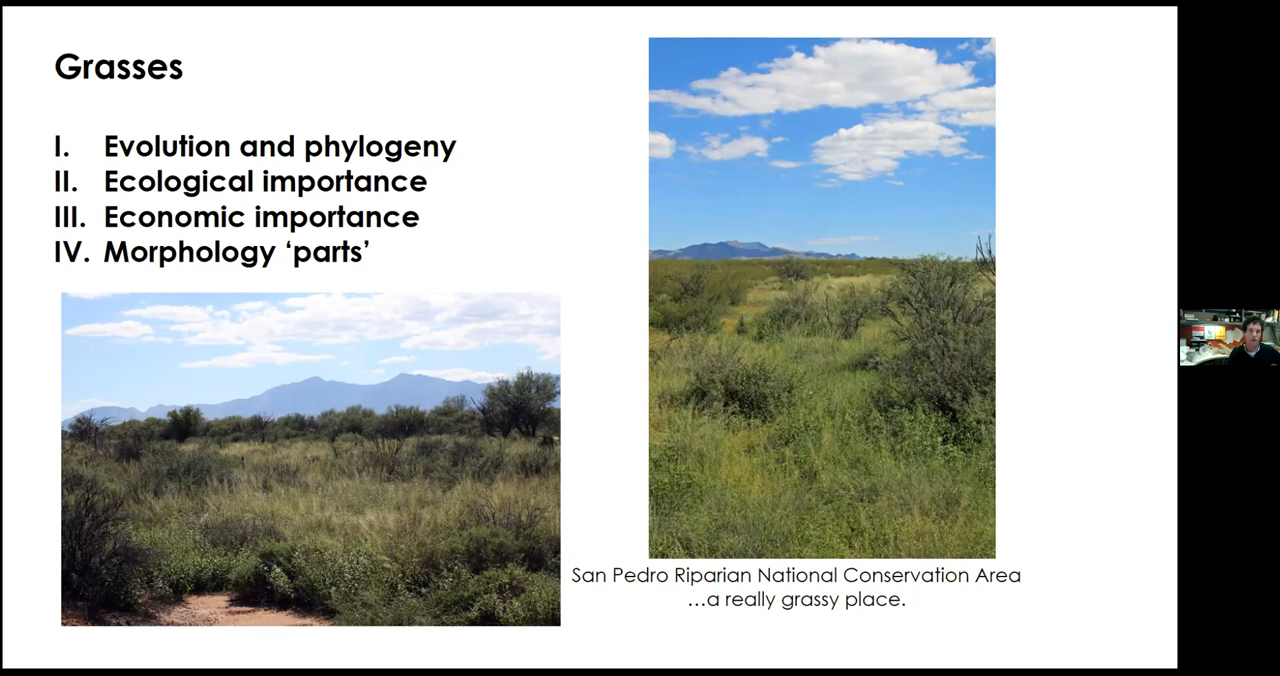 Grasses
I. Evolution and phylogeny
II. Ecological importance
III. Economic importance
IV. Morphology ‘parts’
San Pedro Riparian National Conservation Area
…a really grassy place.